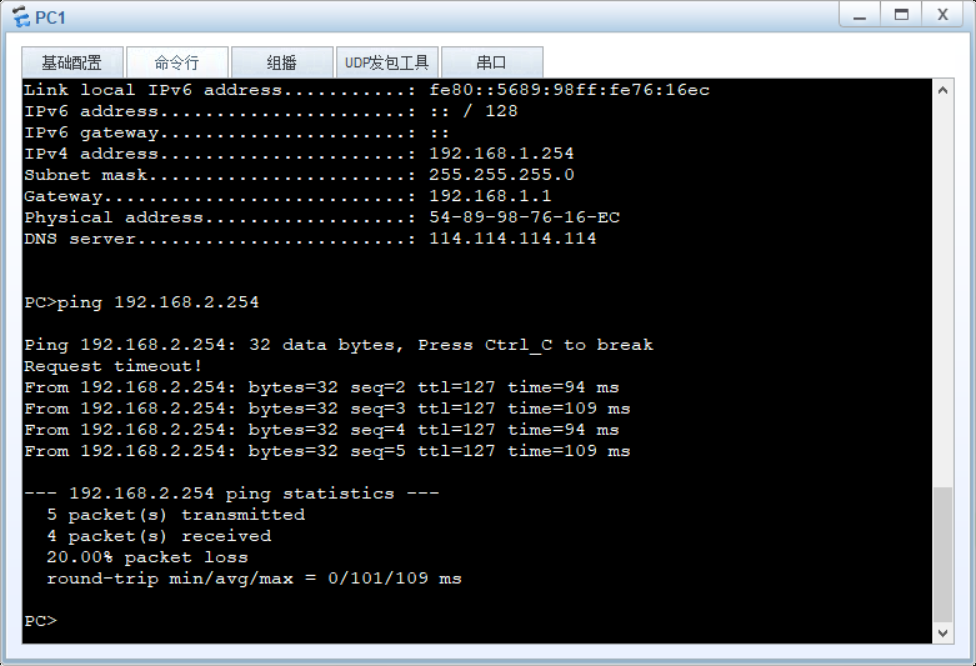 PC1
基础配置 命令行 组播 UDP发包工具 串口
Link local IPv6 address...........: fe80::5689:98ff:fe76:16ec
IPv6 address......................: :: / 128
IPv6 gateway......................: ::
IPv4 address......................: 192.168.1.254
Subnet mask.......................: 255.255.255.0
Gateway...........................: 192.168.1.1
Physical address..................: 54-89-98-76-16-EC
DNS server........................: 114.114.114.114
PC>ping 192.168.2.254
Ping 192.168.2.254: 32 data bytes, Press Ctrl_C to break
Request timeout!
From 192.168.2.254: bytes=32 seq=2 ttl=127 time=94 ms
From 192.168.2.254: bytes=32 seq=3 ttl=127 time=109 ms
From 192.168.2.254: bytes=32 seq=4 ttl=127 time=94 ms
From 192.168.2.254: bytes=32 seq=5 ttl=127 time=109 ms
--- 192.168.2.254 ping statistics ---
5 packet(s) transmitted
4 packet(s) received
20.00% packet loss
round-trip min/avg/max = 0/101/109 ms
PC>